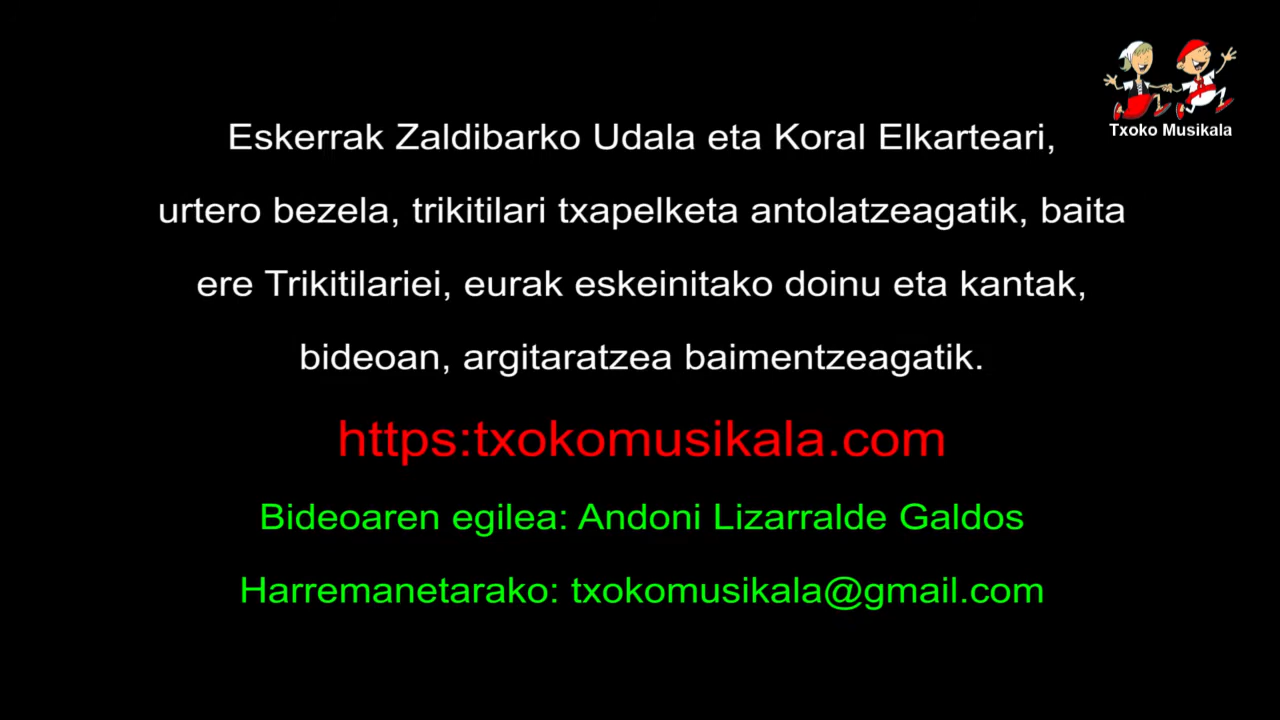 Txoko Musikala
Eskerrak Zaldibarko Udala eta Koral Elkarteari,
urtero bezela, trikitilari txapelketa antolatzeagatik, baita
ere Trikitilariei, eurak eskeinitako doinu eta kantak,
bideoan, argitaratzea baimentzeagatik.
https:txokomusikala.com
Bideoaren egilea: Andoni Lizarralde Galdos
Harremanetarako: txokomusikala@gmail.com